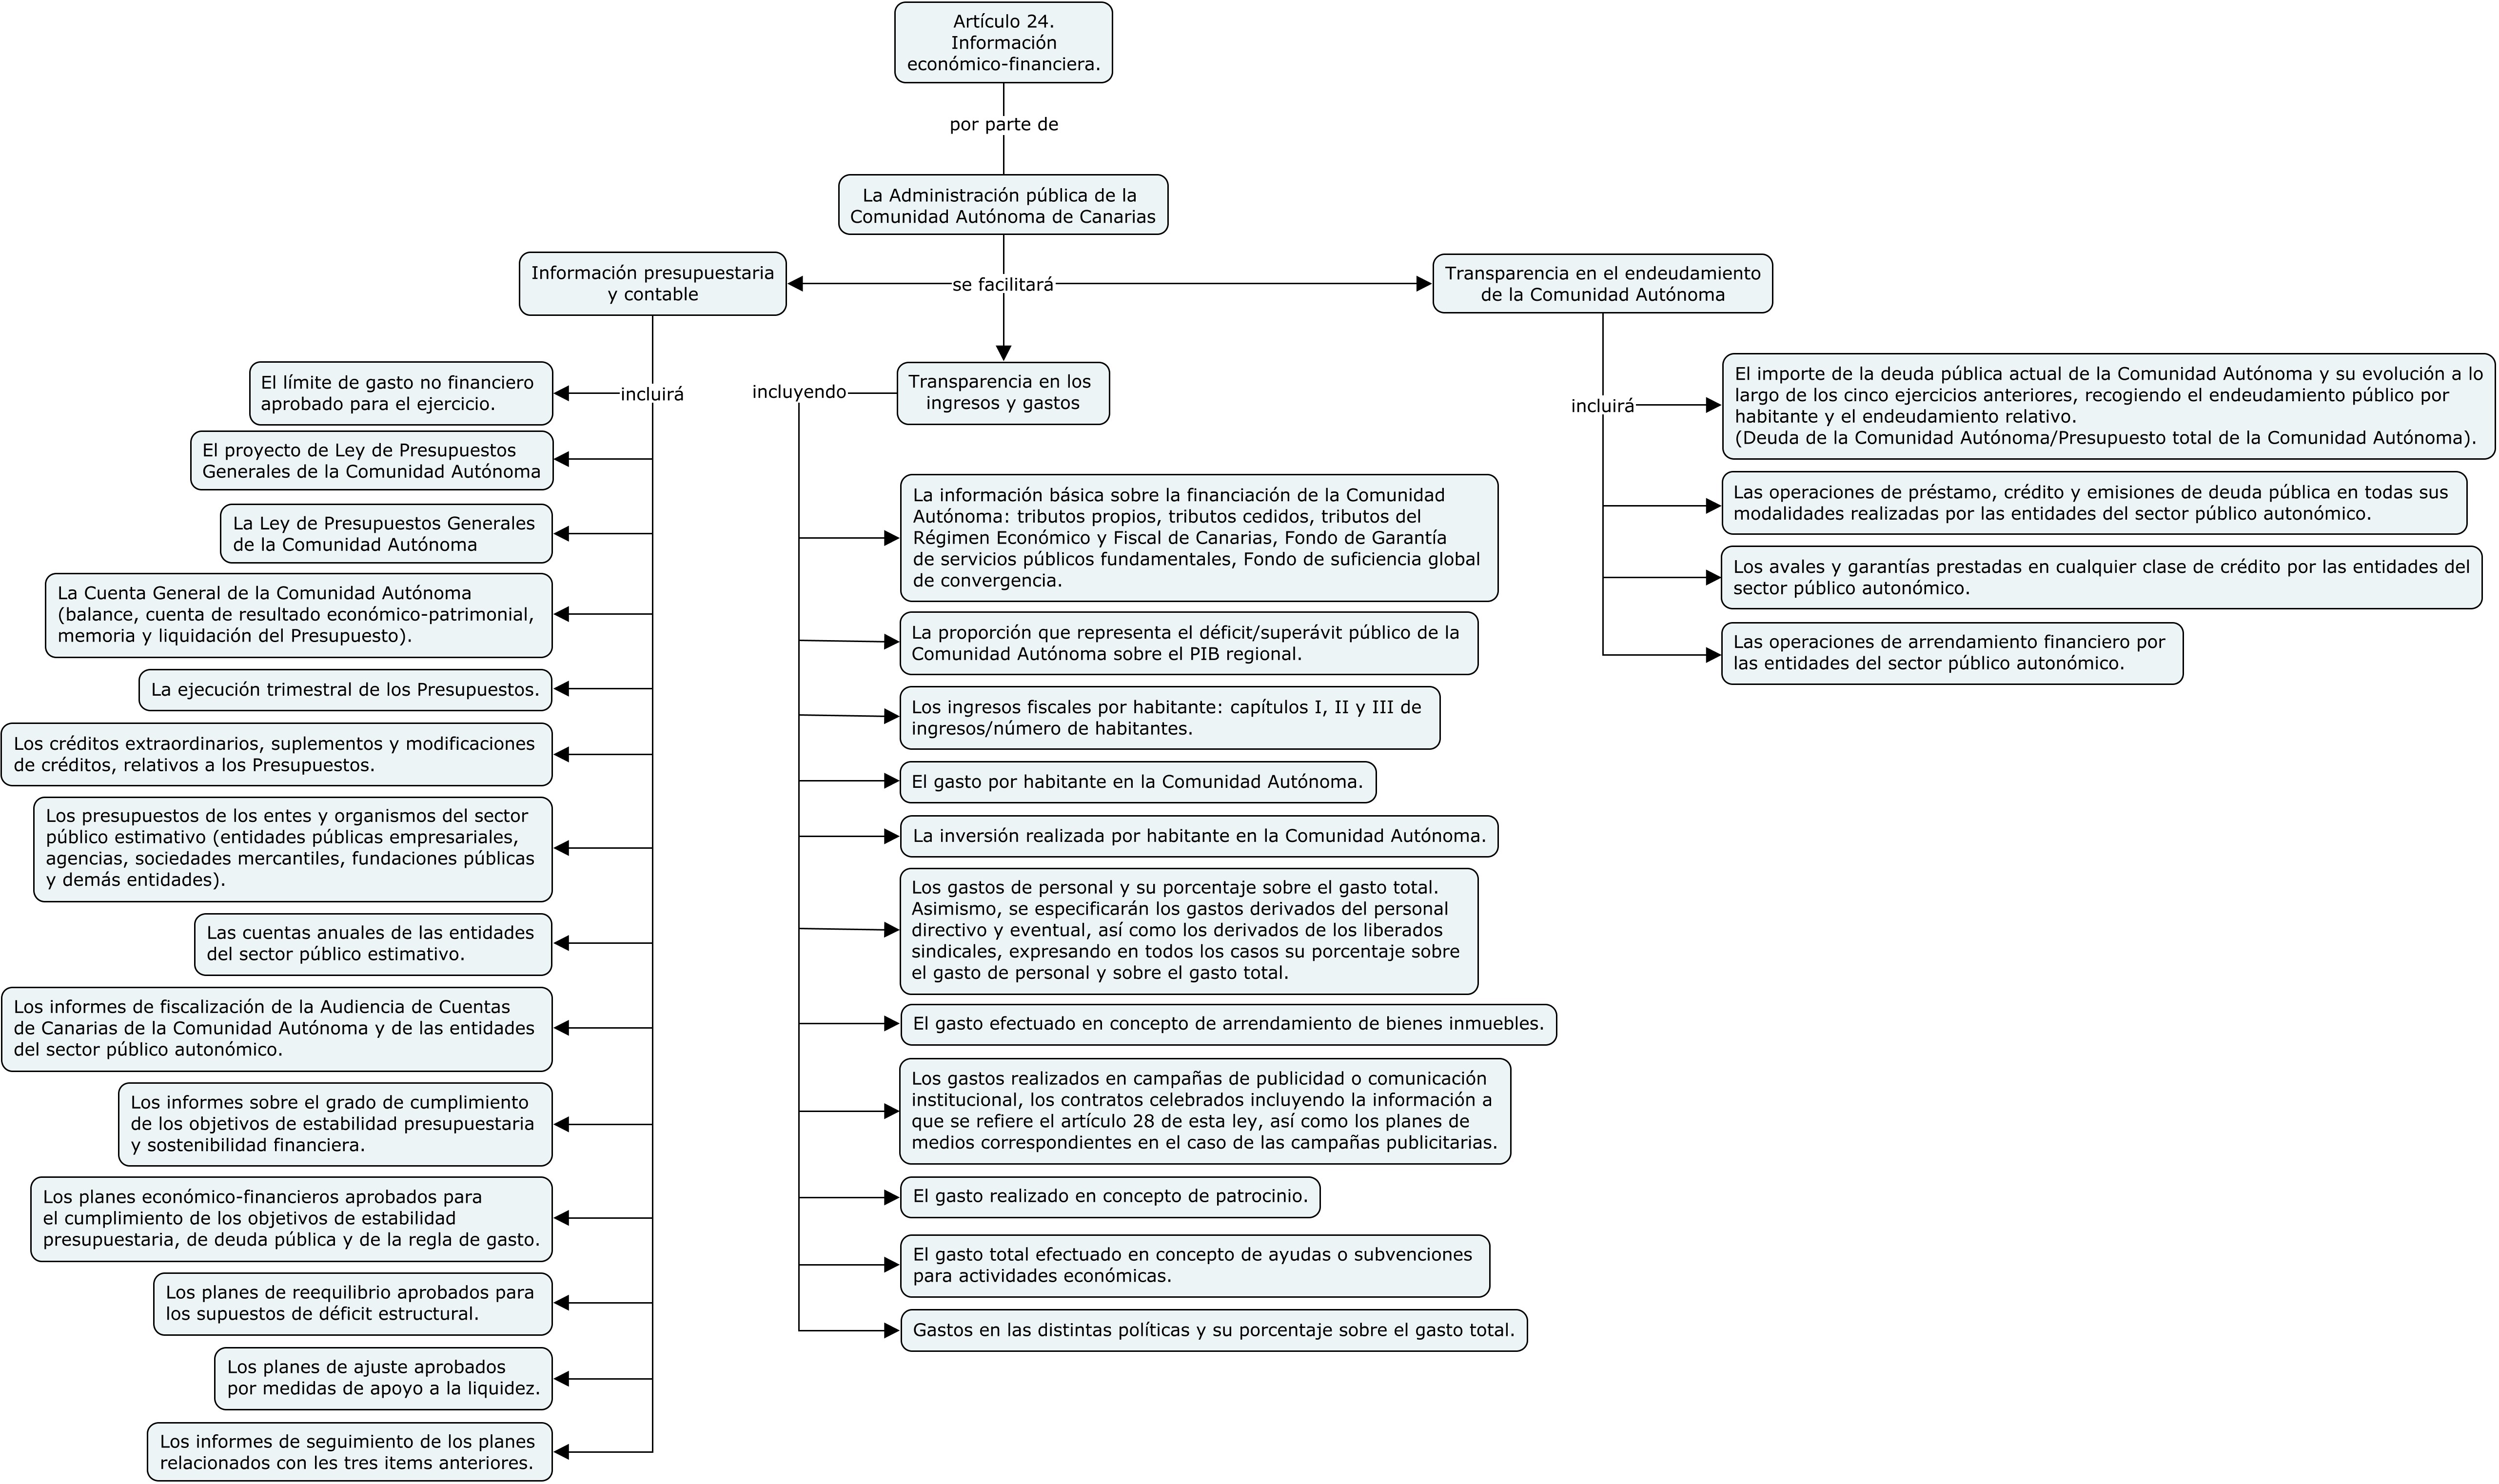 Artículo 24.
Información
económico-financiera.
por parte de
La Administración pública de la
Comunidad Autónoma de Canarias
se facilitará
Información presupuestaria
y contable
incluirá
El límite de gasto no financiero
aprobado para el ejercicio.
El proyecto de Ley de Presupuestos
Generales de la Comunidad Autónoma
La Ley de Presupuestos Generales
de la Comunidad Autónoma
La Cuenta General de la Comunidad Autónoma
(balance, cuenta de resultado económico-patrimonial,
memoria y liquidación del Presupuesto).
La ejecución trimestral de los Presupuestos.
Los créditos extraordinarios, suplementos y modificaciones
de créditos, relativos a los Presupuestos.
Los presupuestos de los entes y organismos del sector
público estimativo (entidades públicas empresariales,
agencias, sociedades mercantiles, fundaciones públicas
y demás entidades).
Las cuentas anuales de las entidades
del sector público estimativo.
Los informes de fiscalización de la Audiencia de Cuentas
de Canarias de la Comunidad Autónoma y de las entidades
del sector público autonómico.
Los informes sobre el grado de cumplimiento
de los objetivos de estabilidad presupuestaria
y sostenibilidad financiera.
Los planes económico-financieros aprobados para
el cumplimiento de los objetivos de estabilidad
presupuestaria, de deuda pública y de la regla de gasto.
Los planes de reequilibrio aprobados para
los supuestos de déficit estructural.
Los planes de ajuste aprobados
por medidas de apoyo a la liquidez.
Los informes de seguimiento de los planes
relacionados con les tres items anteriores.
Transparencia en los
ingresos y gastos
incluyendo
La información básica sobre la financiación de la Comunidad
Autónoma: tributos propios, tributos cedidos, tributos del
Régimen Económico y Fiscal de Canarias, Fondo de Garantía
de servicios públicos fundamentales, Fondo de suficiencia global
de convergencia.
La proporción que representa el déficit/superávit público de la
Comunidad Autónoma sobre el PIB regional.
Los ingresos fiscales por habitante: capítulos I, II y III de
ingresos/número de habitantes.
El gasto por habitante en la Comunidad Autónoma.
La inversión realizada por habitante en la Comunidad Autónoma.
Los gastos de personal y su porcentaje sobre el gasto total.
Asimismo, se especificarán los gastos derivados del personal
directivo y eventual, así como los derivados de los liberados
sindicales, expresando en todos los casos su porcentaje sobre
el gasto de personal y sobre el gasto total.
El gasto efectuado en concepto de arrendamiento de bienes inmuebles.
Los gastos realizados en campañas de publicidad o comunicación
institucional, los contratos celebrados incluyendo la información a
que se refiere el artículo 28 de esta ley, así como los planes de
medios correspondientes en el caso de las campañas publicitarias.
El gasto realizado en concepto de patrocinio.
El gasto total efectuado en concepto de ayudas o subvenciones
para actividades económicas.
Gastos en las distintas políticas y su porcentaje sobre el gasto total.
Transparencia en el endeudamiento
de la Comunidad Autónoma
incluirá
El importe de la deuda pública actual de la Comunidad Autónoma y su evolución a lo
largo de los cinco ejercicios anteriores, recogiendo el endeudamiento público por
habitante y el endeudamiento relativo.
(Deuda de la Comunidad Autónoma/Presupuesto total de la Comunidad Autónoma).
Las operaciones de préstamo, crédito y emisiones de deuda pública en todas sus
modalidades realizadas por las entidades del sector público autonómico.
Los avales y garantías prestadas en cualquier clase de crédito por las entidades del
sector público autonómico.
Las operaciones de arrendamiento financiero por
las entidades del sector público autonómico.